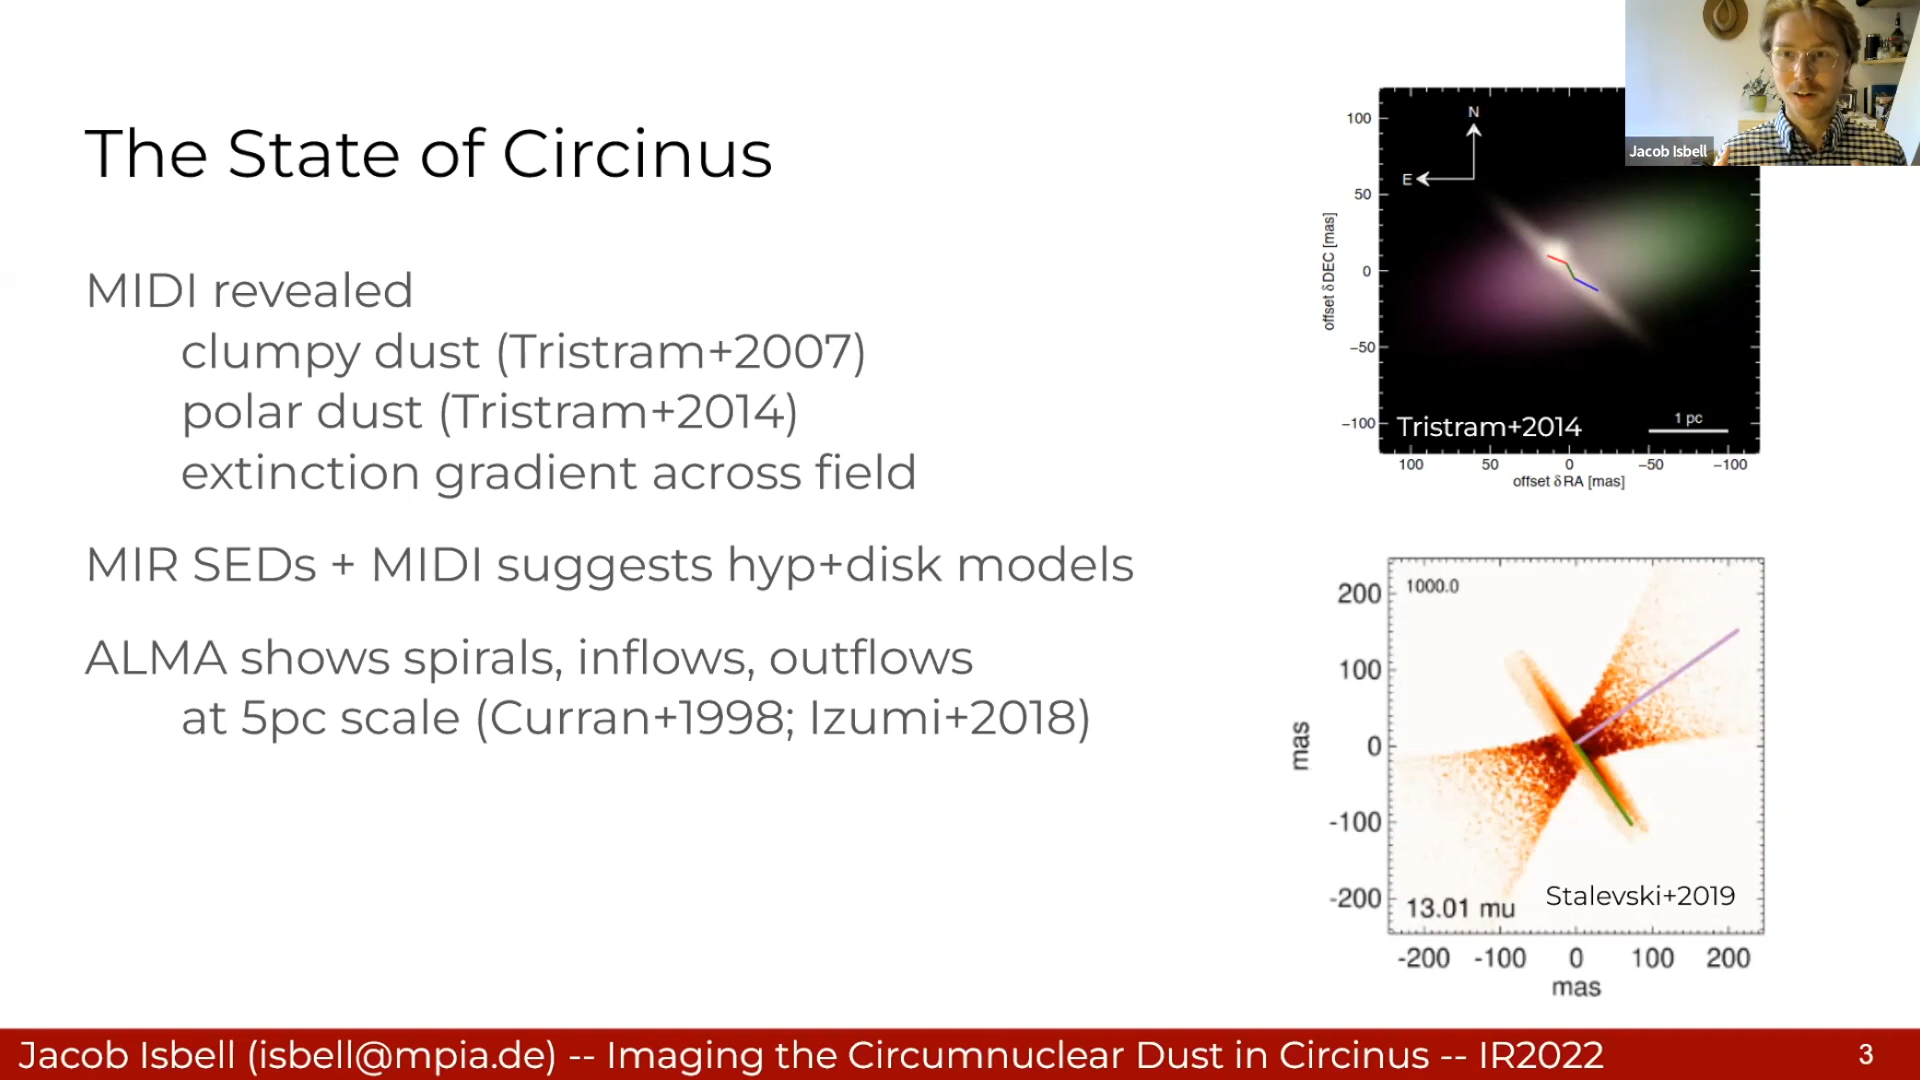 The State of Circinus
MIDI revealed
clumpy dust (Tristram+2007)
polar dust (Tristram+2014)
extinction gradient across field
MIR SEDs + MIDI suggests hyp+disk models
ALMA shows spirals, inflows, outflows
at 5pc scale (Curran+1998; Izumi+2018)
Jacob Isbell
N
E
100
50
0
−50
−100
offset δDEC [mas]
Tristram+2014
1 pc
100 50 0 −50 −100
offset δRA [mas]
1000.0
200
100
0
-100
-200
mas
13.01 mu
Stalevski+2019
-200 -100 0 100 200
mas
Jacob Isbell (isbell@mpia.de) -- Imaging the Circumnuclear Dust in Circinus -- IR2022
3